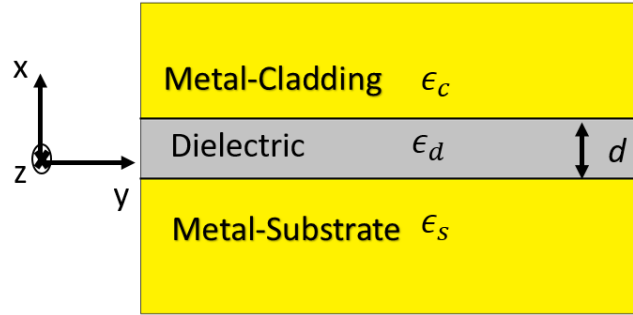 x
z
y
Metal-Cladding ϵ_c
Dielectric ϵ_d
d
Metal-Substrate ϵ_s